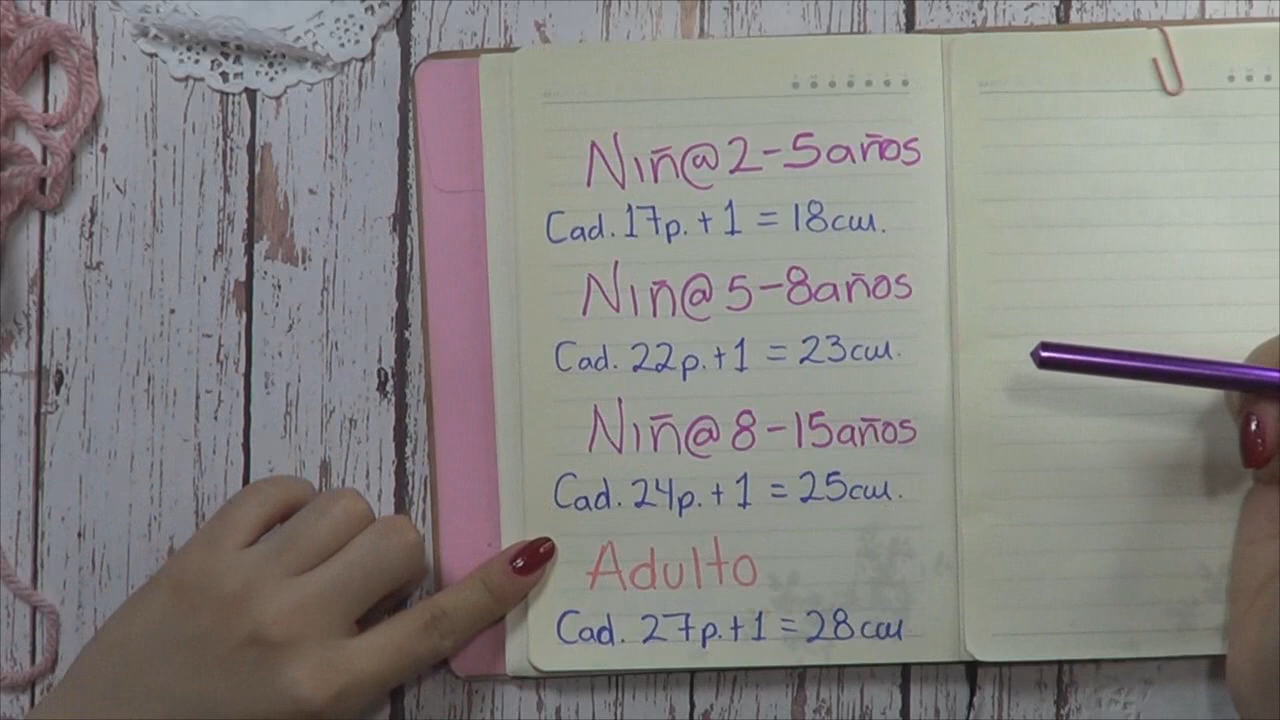 Niñ@ 2-5años
Cad. 17p. + 1 = 18cm.
Niñ@ 5-8años
Cad. 22p. + 1 = 23cm.
Niñ@ 8-15años
Cad. 24p. + 1 = 25cm.
Adulto
Cad. 27p. + 1 = 28cm